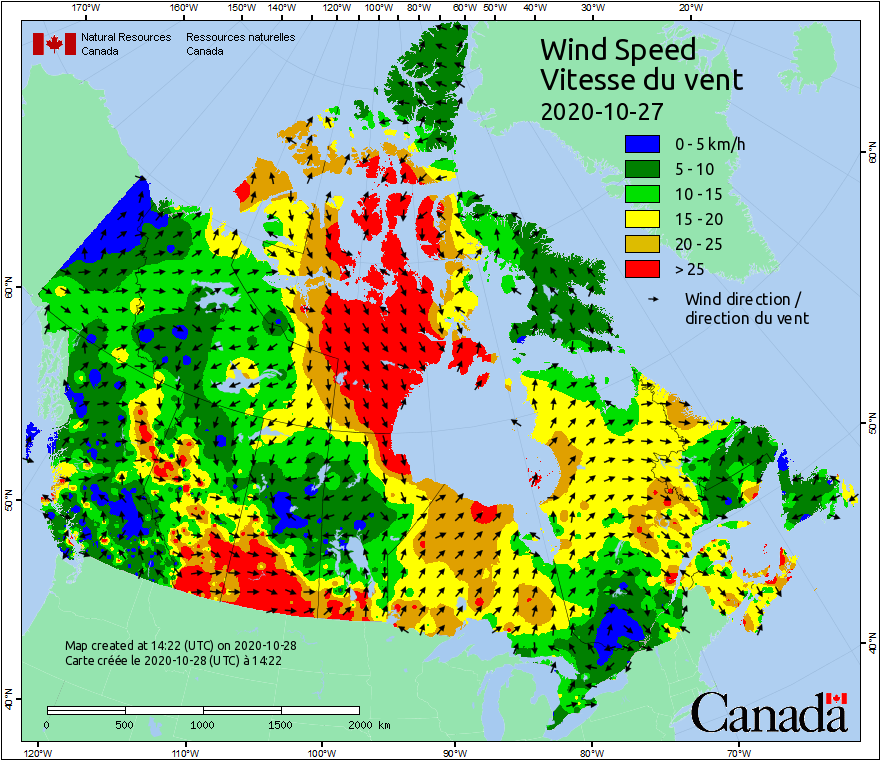 170°W 160°W 150°W 140°W 130°W 120°W 110°W 100°W 90°W 80°W 70°W 60°W 50°W 40°W 30°W 20°W
Natural Resources Canada
Ressources naturelles Canada
Wind Speed
Vitesse du vent
2020-10-27
0 - 5 km/h
5 - 10
10 - 15
15 - 20
20 - 25
> 25
Wind direction /
direction du vent
60°N
50°N
40°N
60°N
50°N
40°N
Map created at 14:22 (UTC) on 2020-10-28
Carte créée le 2020-10-28 (UTC) à 14:22
0 500 1000 1500 2000 km
Canada
120°W 110°W 100°W 90°W 80°W 70°W